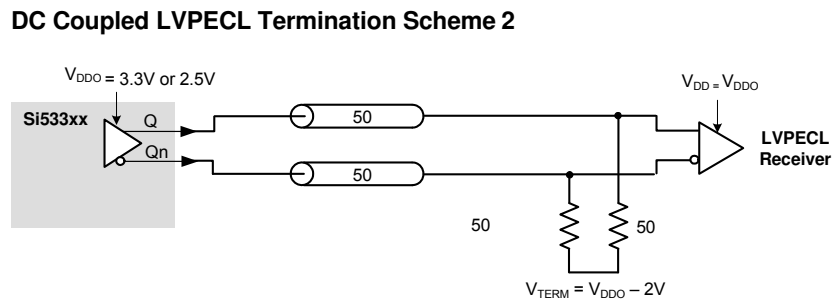 DC Coupled LVPECL Termination Scheme 2
VDDO = 3.3V or 2.5V
VDD = VDDO
Si533xx
Q
50
Qn
50
LVPECL
Receiver
50
50
VTERM = VDDO – 2V